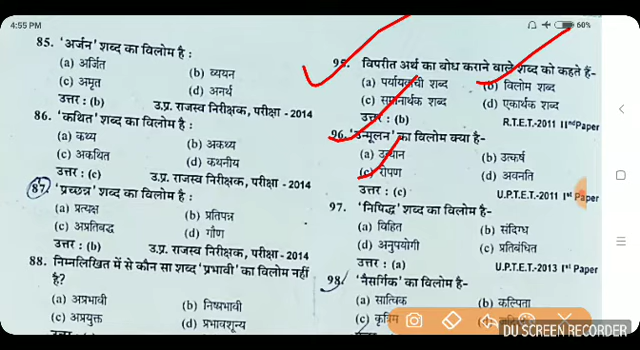 4:55 PM
60%
85. 'अर्जन' शब्द का विलोम है :
(a) अर्जित (b) व्ययन
(c) अमृत (d) अनर्थ
उत्तर : (b) उ.प्र. राजस्व निरीक्षक, परीक्षा - 2014
86. 'कथित' शब्द का विलोम है :
(a) कथ्य (b) अकथ्य
(c) अकथित (d) कथनीय
उत्तर : (c) उ.प्र. राजस्व निरीक्षक, परीक्षा - 2014
87. 'प्रच्छन्न' शब्द का विलोम है :
(a) प्रत्यक्ष (b) प्रतिपन्न
(c) अप्रतिबद्ध (d) गौण
उत्तर : (b) उ.प्र. राजस्व निरीक्षक, परीक्षा - 2014
88. निम्नलिखित में से कौन सा शब्द 'प्रभावी' का विलोम नहीं
है?
(a) अप्रभावी (b) निष्प्रभावी
(c) अप्रयुक्त (d) प्रभावशून्य
95. विपरीत अर्थ का बोध कराने वाले शब्द को कहते हैं-
(a) पर्यायवाची शब्द (b) विलोम शब्द
(c) समानार्थक शब्द (d) एकार्थक शब्द
उत्तर : (b) R.T.E.T.-2011 IInd Paper
96. 'उन्मूलन' का विलोम क्या है-
(a) उत्थान (b) उत्कर्ष
(c) रोपण (d) अवनति
उत्तर : (c) U.P.T.E.T.-2011 Ist Paper
97. 'निषिद्ध' शब्द का विलोम है-
(a) विहित (b) संदिग्ध
(d) अनुपयोगी (c) प्रतिबंधित
उत्तर : (a) U.P.T.E.T.-2013 Ist Paper
98. 'नैसर्गिक' का विलोम है-
(a) सात्विक (b) कल्पिता
(c) कृत्रिम
DU SCREEN RECORDER